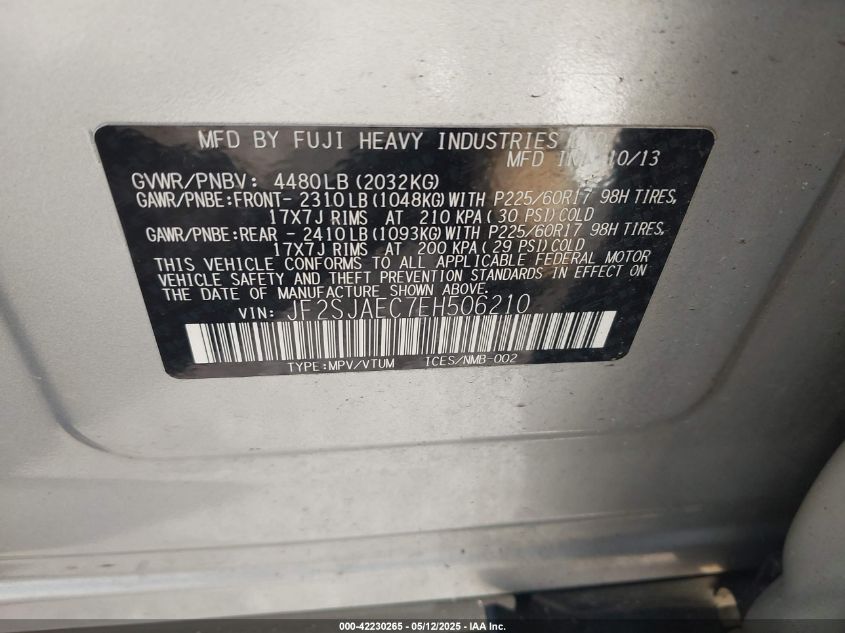 MFD BY FUJI HEAVY INDUSTRIES
MFD IN 10/13
GVWR/PNBV: 4480LB(2032KG)
GAWR/PNBE:FRONT- 2310LB(1048KG)WITH P225/60R17 98H TIRES,
17X7J RIMS AT 210 KPA(30 PSI)COLD
GAWR/PNBE:REAR - 2410LB(1093KG)WITH P225/60R17 98H TIRES,
17X7J RIMS AT 200 KPA(29 PSI)COLD
THIS VEHICLE CONFORMS TO ALL APPLICABLE FEDERAL MOTOR
VEHICLE SAFETY AND THEFT PREVENTION STANDARDS IN EFFECT ON
THE DATE OF MANUFACTURE SHOWN ABOVE.
VIN: JF2SJAEC7EH506210
TYPE:MPV/VTUM ICES/NMB-002
000-42230265 - 05/12/2025 - IAA Inc.